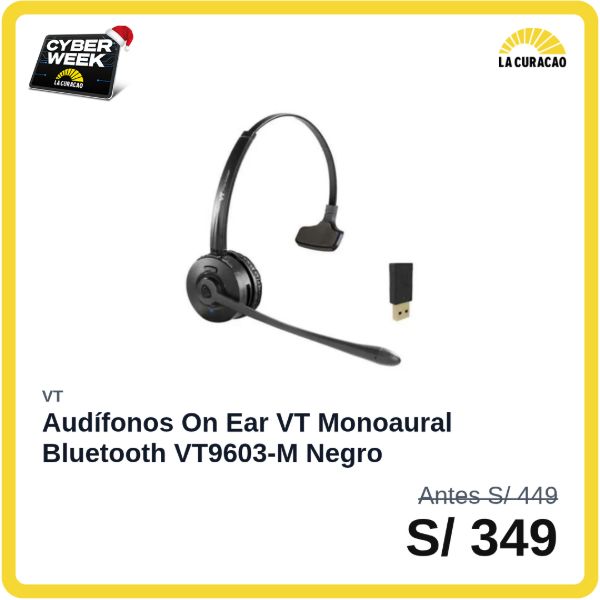 CYBER
WEEK
LA CURACAO
LA CURACAO
VT
Audífonos On Ear VT Monoaural
Bluetooth VT9603-M Negro
Antes S/ 449
S/ 349